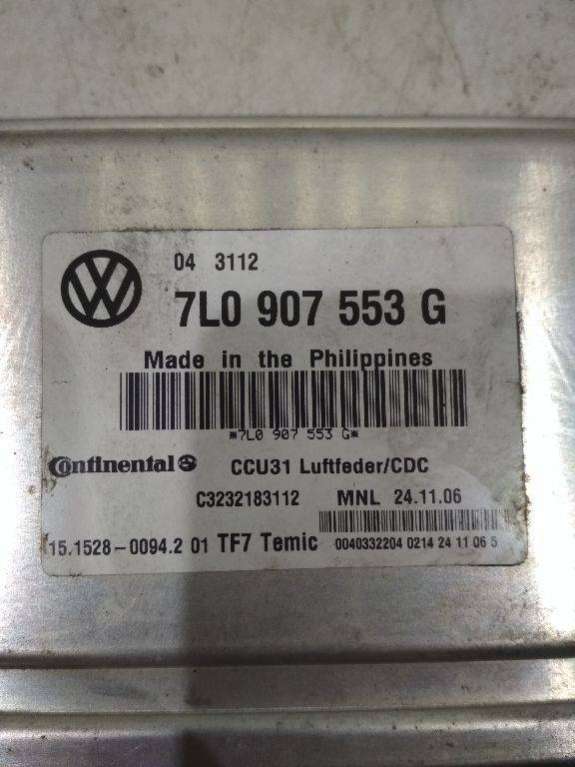 04 3112
7L0 907 553 G
Made in the Philippines
*7L0 907 553 G*
Continental CCU31 Luftfeder/CDC
C3232183112 MNL 24.11.06
15.1528-0094.2 01 TF7 Temic 0040332204 0214 24 11 06 5